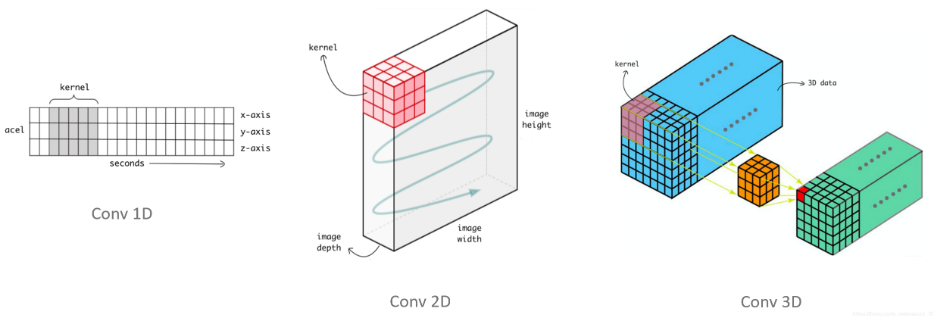 kernel
acel
x-axis
y-axis
z-axis
seconds
Conv 1D
kernel
image
height
image
width
image
depth
Conv 2D
kernel
3D data
Conv 3D